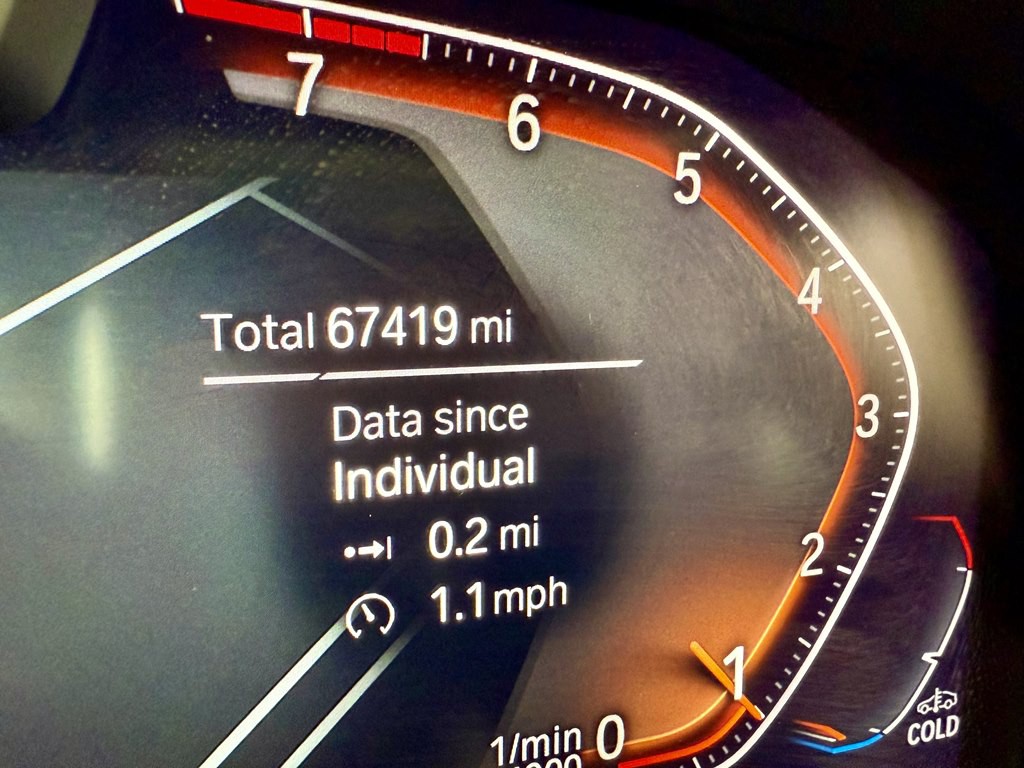 7
6
5
4
Total 67419 mi
3
Data since
Individual
0.2 mi
2
1.1 mph
1
COLD
1/min
0
1000